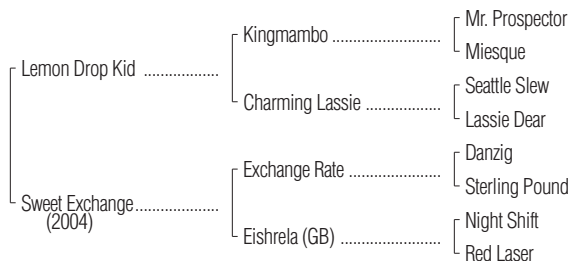 Mr. Prospector
Kingmambo ........................
Miesque
Lemon Drop Kid ...................
Seattle Slew
Charming Lassie ...................
Lassie Dear
Danzig
Exchange Rate ........................
Sterling Pound
Sweet Exchange .....................
(2004)
Night Shift
Eishrela (GB) .........................
Red Laser